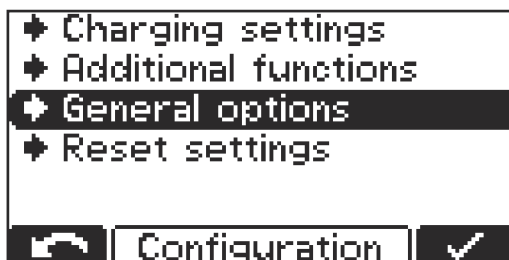 Charging settings
Additional functions
General options
Reset settings
Configuration